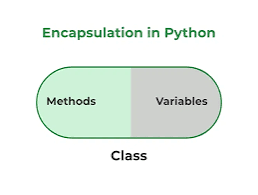 Encapsulation in Python
Methods Variables
Class